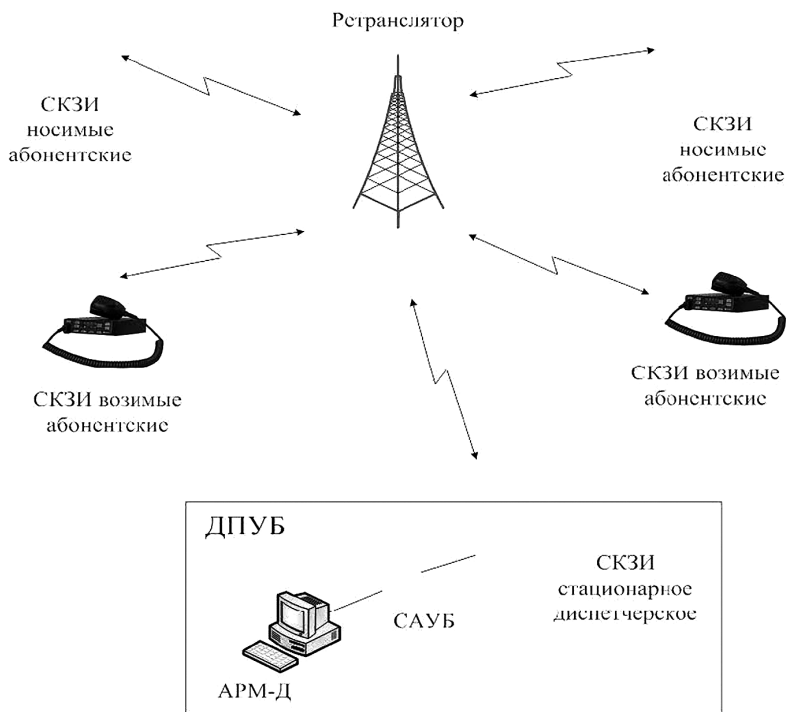 Ретранслятор
СКЗИ
носимые
абонентские
СКЗИ
носимые
абонентские
СКЗИ возимые
абонентские
СКЗИ возимые
абонентские
ДПУБ
СКЗИ
стационарное
диспетчерское
САУБ
АРМ-Д